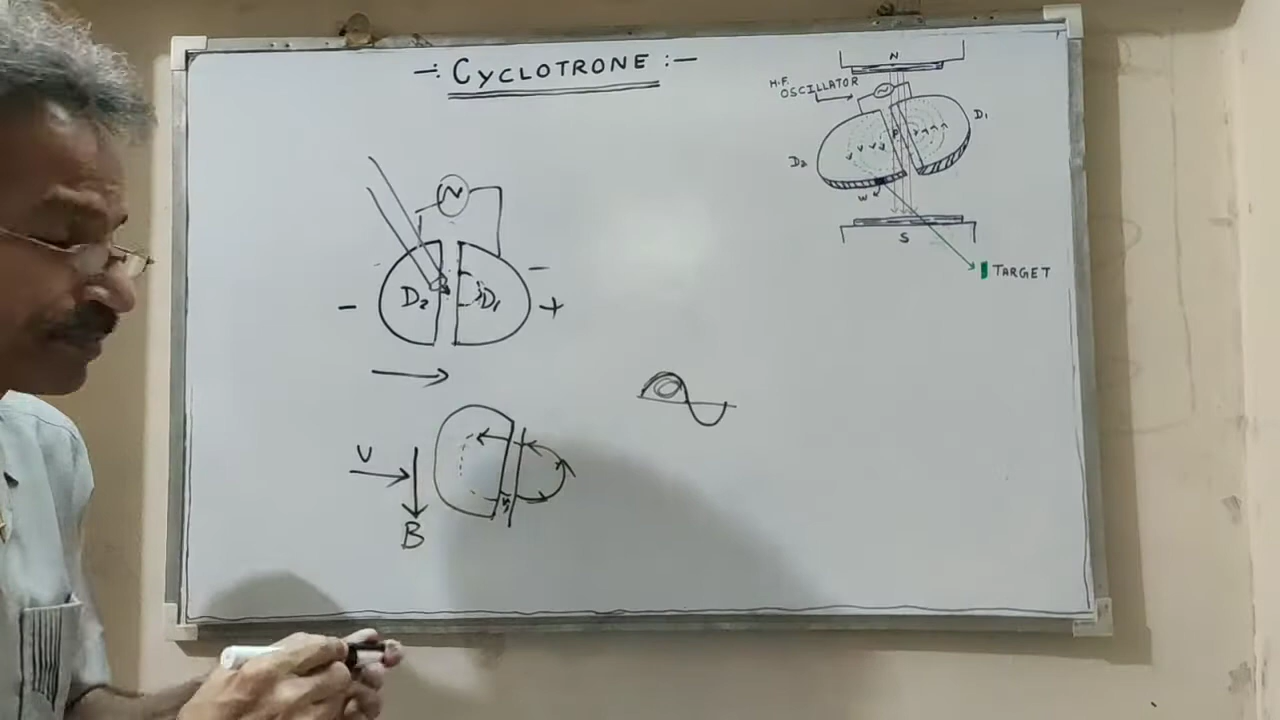 -: CYCLOTRONE :-
N
H.F.
OSCILLATOR
D₁
P
D₂
W
S
TARGET
D₂ D₁
-
-
+
υ
B